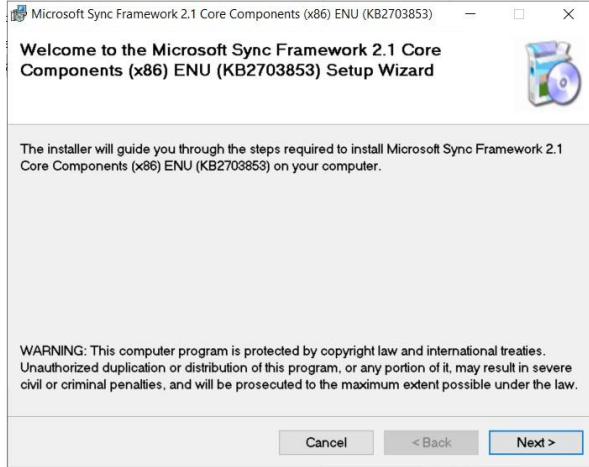 Microsoft Sync Framework 2.1 Core Components (x86) ENU (KB2703853)
Welcome to the Microsoft Sync Framework 2.1 Core
Components (x86) ENU (KB2703853) Setup Wizard
The installer will guide you through the steps required to install Microsoft Sync Framework 2.1
Core Components (x86) ENU (KB2703853) on your computer.
WARNING: This computer program is protected by copyright law and international treaties.
Unauthorized duplication or distribution of this program, or any portion of it, may result in severe
civil or criminal penalties, and will be prosecuted to the maximum extent possible under the law.
Cancel < Back Next >